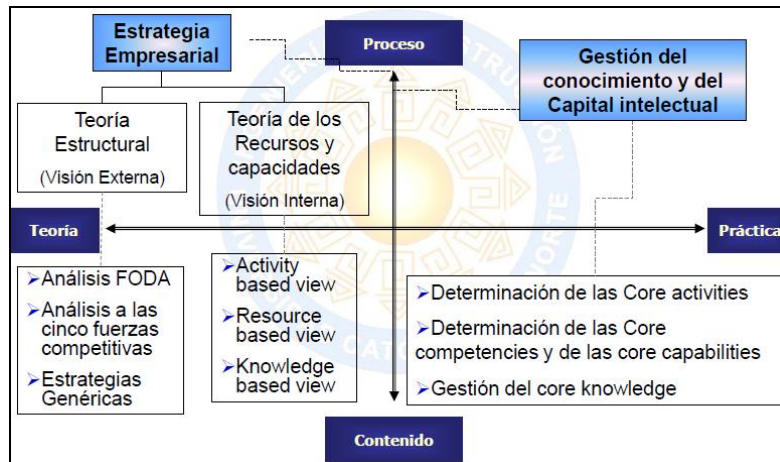 Estrategia
Empresarial
Proceso
Gestión del
conocimiento y del
Capital intelectual
Teoría
Estructural
(Visión Externa)
Teoría de los
Recursos y
capacidades
(Visión Interna)
Teoría
Práctica
➢Análisis FODA
➢Análisis a las
cinco fuerzas
competitivas
➢Estrategias
Genéricas
➢Activity
based view
➢Resource
based view
➢Knowledge
based view
➢Determinación de las Core activities
➢Determinación de las Core
competencies y de las core capabilities
➢Gestión del core knowledge
Contenido